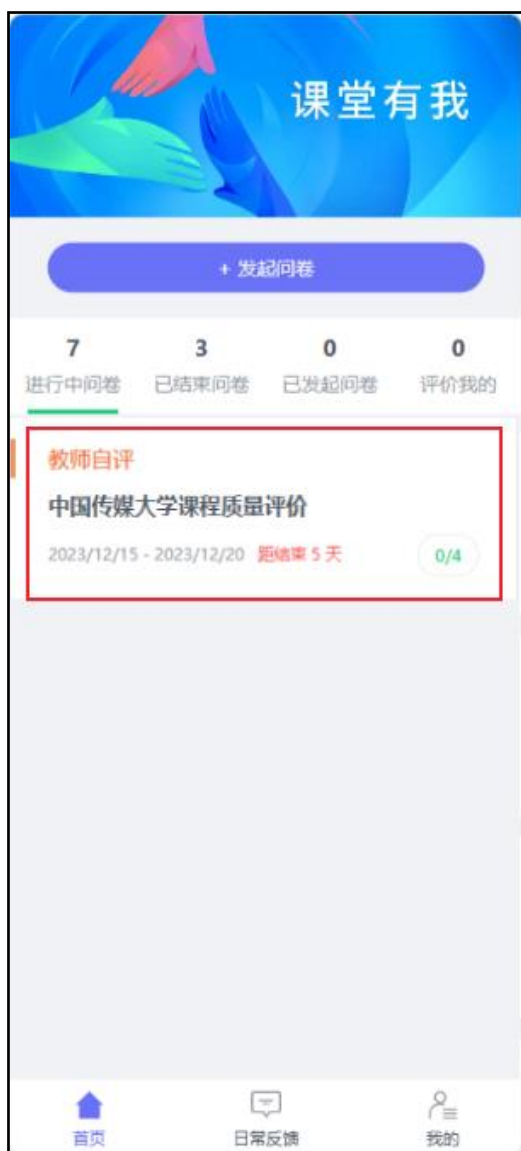 课堂有我
+ 发起问卷
7 3 0 0
进行中问卷 已结束问卷 已发起问卷 评价我的
教师自评
中国传媒大学课程质量评价
2023/12/15 - 2023/12/20 距结束 5 天 0/4
首页 日常反馈 我的